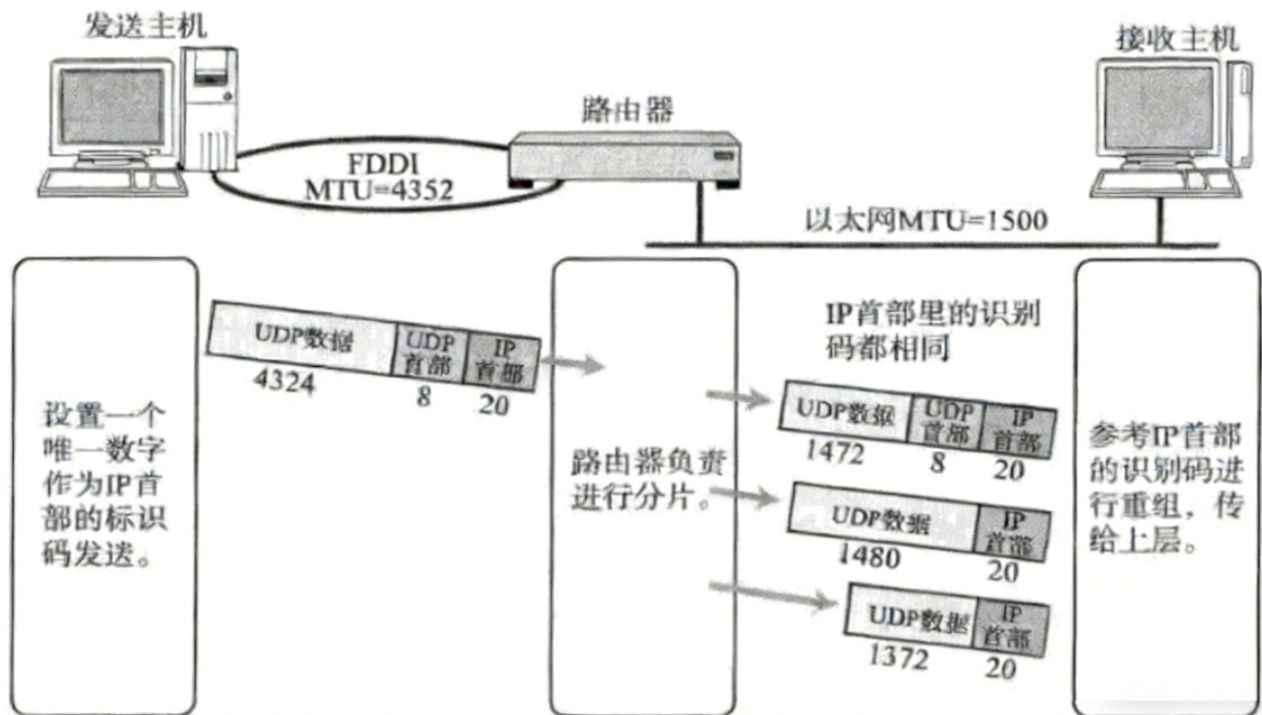 发送主机
接收主机
路由器
FDDI
MTU=4352
以太网MTU=1500
设置一个
唯一数字
作为IP首
部的标识
码发送。
UDP数据
UDP
首部
IP
首部
4324
8
20
路由器负责
进行分片。
IP首部里的识别
码都相同
UDP数据
UDP
首部
IP
首部
1472
8
20
UDP数据
IP
首部
1480
20
UDP数据
IP
首部
1372
20
参考IP首部
的识别码进
行重组，传
给上层。